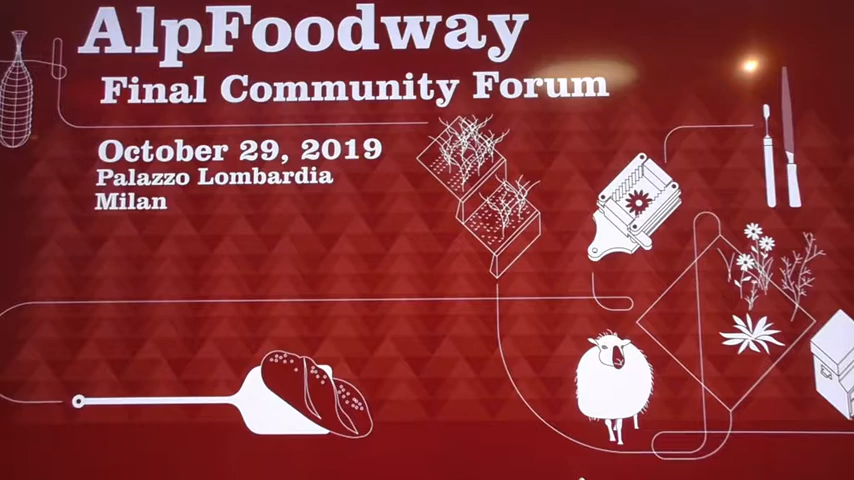 AlpFoodway
Final Community Forum
October 29, 2019
Palazzo Lombardia
Milan